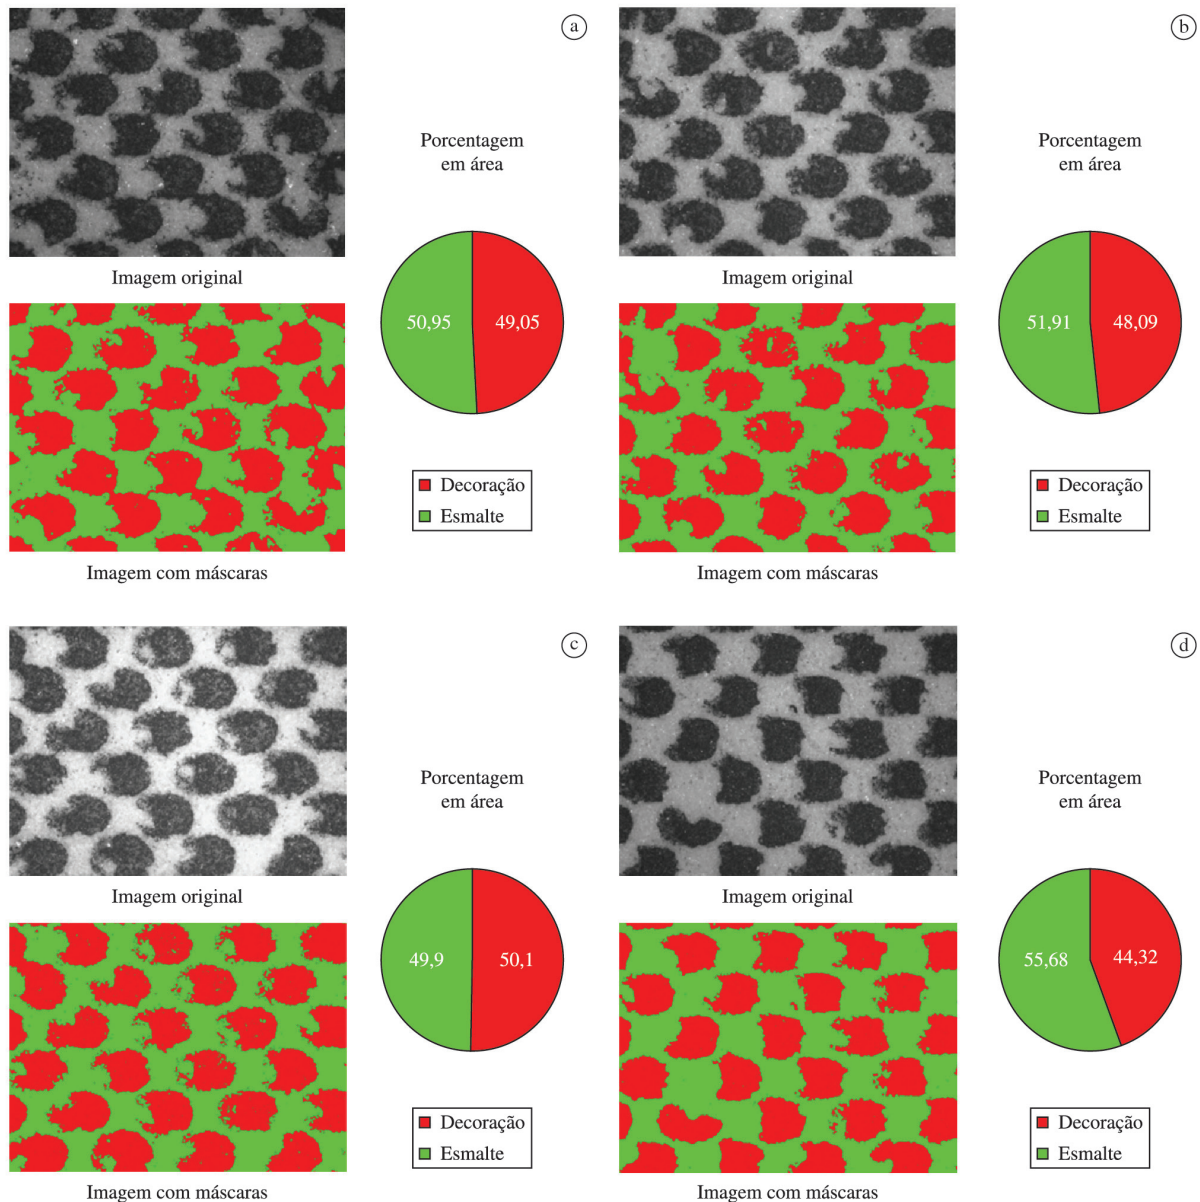 a
Porcentagem
em área
Imagem original
50,95
49,05
Decoração
Esmalte
Imagem com máscaras
b
Porcentagem
em área
Imagem original
51,91
48,09
Decoração
Esmalte
Imagem com máscaras
c
Porcentagem
em área
Imagem original
49,9
50,1
Decoração
Esmalte
Imagem com máscaras
d
Porcentagem
em área
Imagem original
55,68
44,32
Decoração
Esmalte
Imagem com máscaras